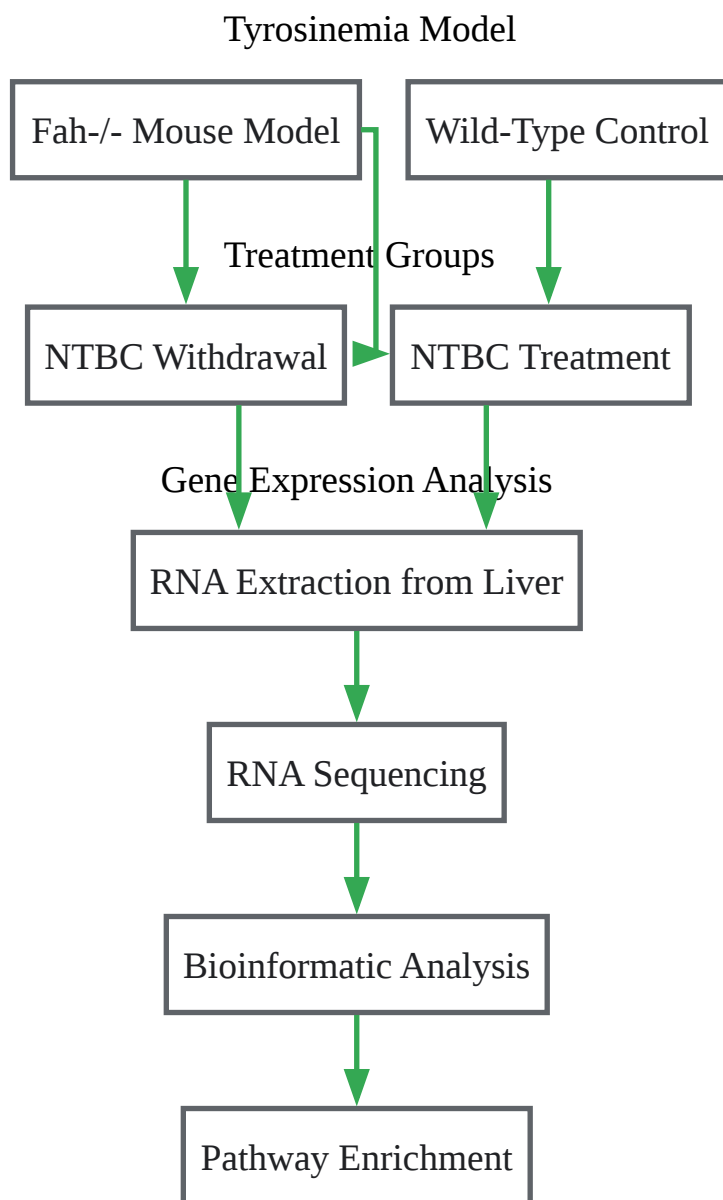 Tyrosinemia Model
Fah-/- Mouse Model
Wild-Type Control
Treatment Groups
NTBC Withdrawal
NTBC Treatment
Gene Expression Analysis
RNA Extraction from Liver
RNA Sequencing
Bioinformatic Analysis
Pathway Enrichment